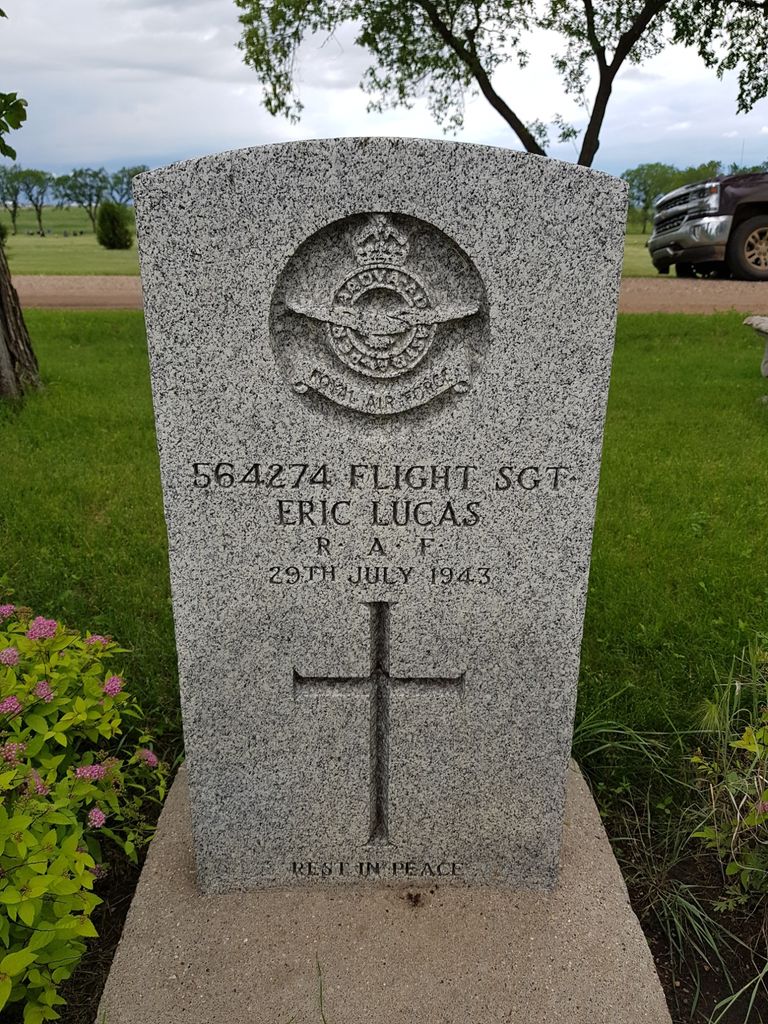 ROYAL AIR FORCE
564274 FLIGHT SGT.
ERIC LUCAS
R · A · F ·
29TH JULY 1943
REST IN PEACE